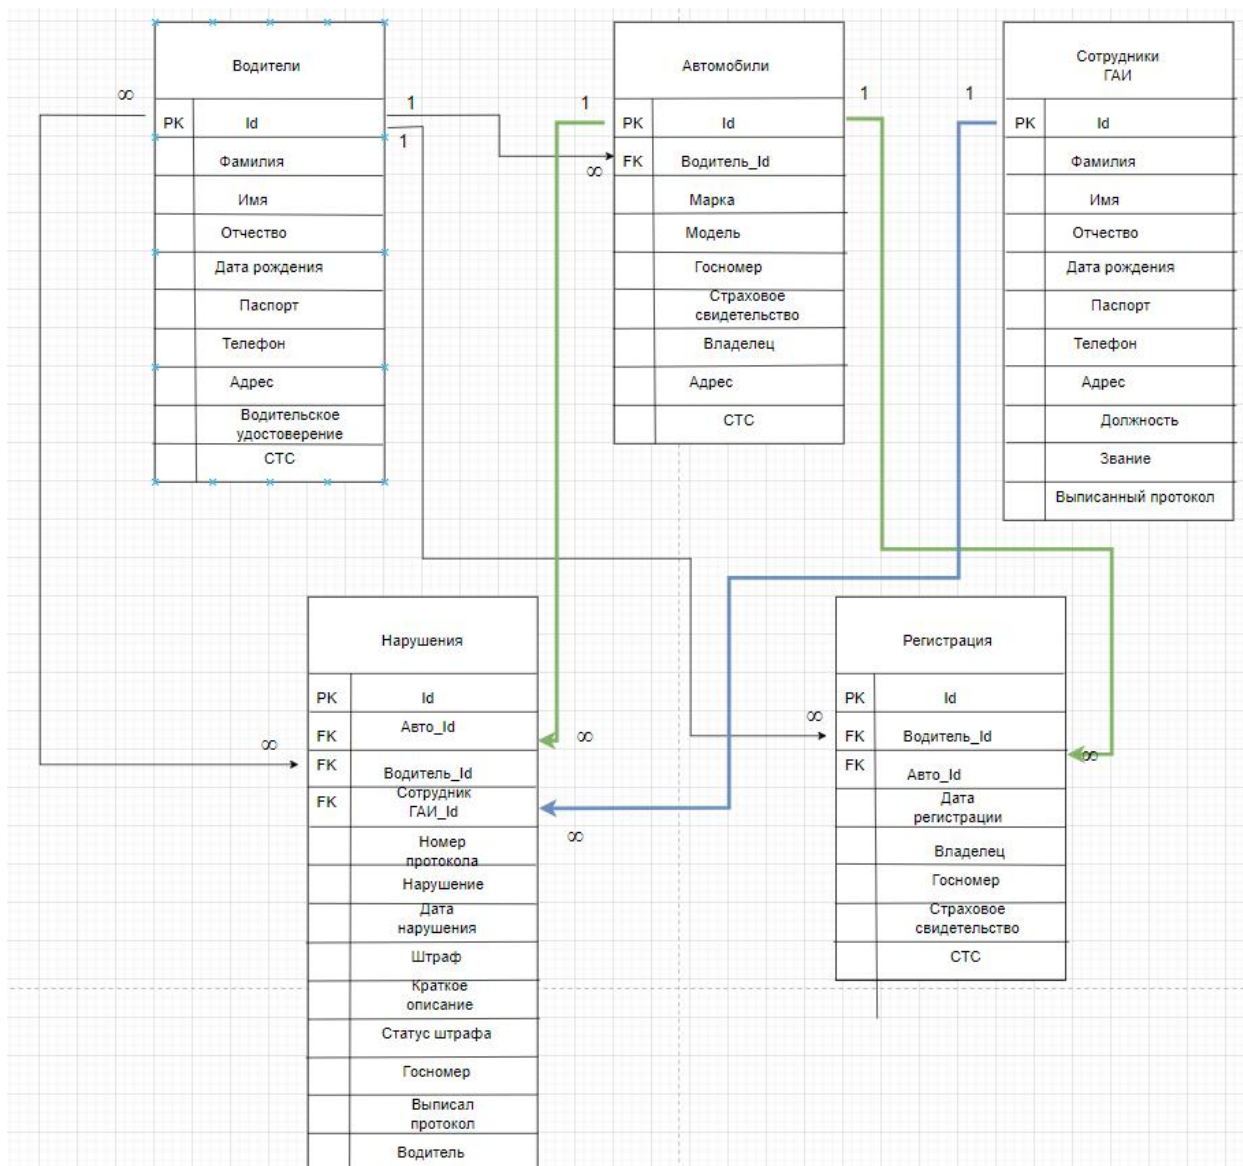 Водители
PK Id
Фамилия
Имя
Отчество
Дата рождения
Паспорт
Телефон
Адрес
Водительское
удостоверение
СТС
Автомобили
PK Id
FK Водитель_Id
Марка
Модель
Госномер
Страховое
свидетельство
Владелец
Адрес
СТС
Сотрудники
ГАИ
PK Id
Фамилия
Имя
Отчество
Дата рождения
Паспорт
Телефон
Адрес
Должность
Звание
Выписанный протокол
∞
1
1
1
∞
1
1
Нарушения
PK Id
FK Авто_Id
FK Водитель_Id
FK Сотрудник
ГАИ_Id
Номер
протокола
Нарушение
Дата
нарушения
Штраф
Краткое
описание
Статус штрафа
Госномер
Выписал
протокол
Водитель
Регистрация
PK Id
FK Водитель_Id
FK Авто_Id
Дата
регистрации
Владелец
Госномер
Страховое
свидетельство
СТС
∞
∞
∞
∞
∞